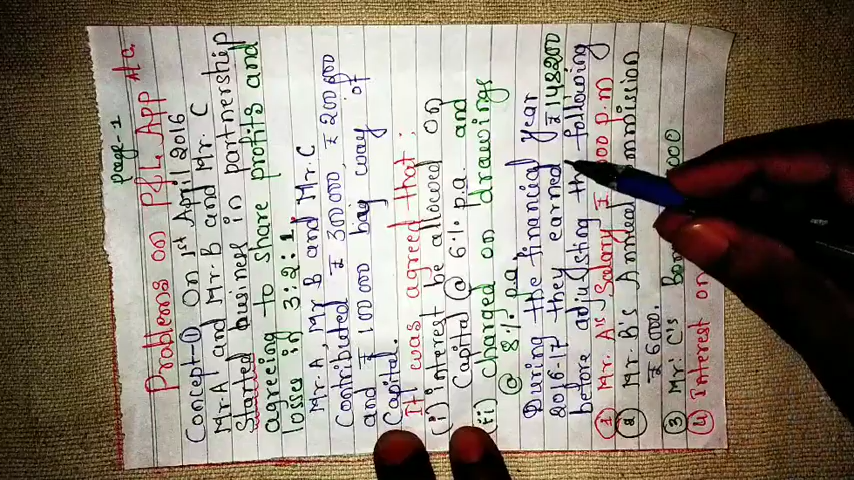 page-1
Problems on P&L App A/c.
Concept-① On 1st April 2016
Mr. A and Mr. B and Mr. C
Started business in partnership
agreeing to share profits and
losses in 3:2:1.
Mr. A, Mr B and Mr. C
Contributed ₹ 300000, ₹ 200000
and ₹ 100000 by way of
Capital.
It was agreed that:
(i) interest be allowed on
Capital @ 6% p.a. and
(ii) charged on drawings
@ 8% p.a.
During the financial year
2016-17 they earned ₹148200
before adjusting the following
① Mr. A's Salary ₹ 000 p.m
② Mr. B's Annual mmission
₹ 6000.
③ Mr. C's 000
④ Interest on